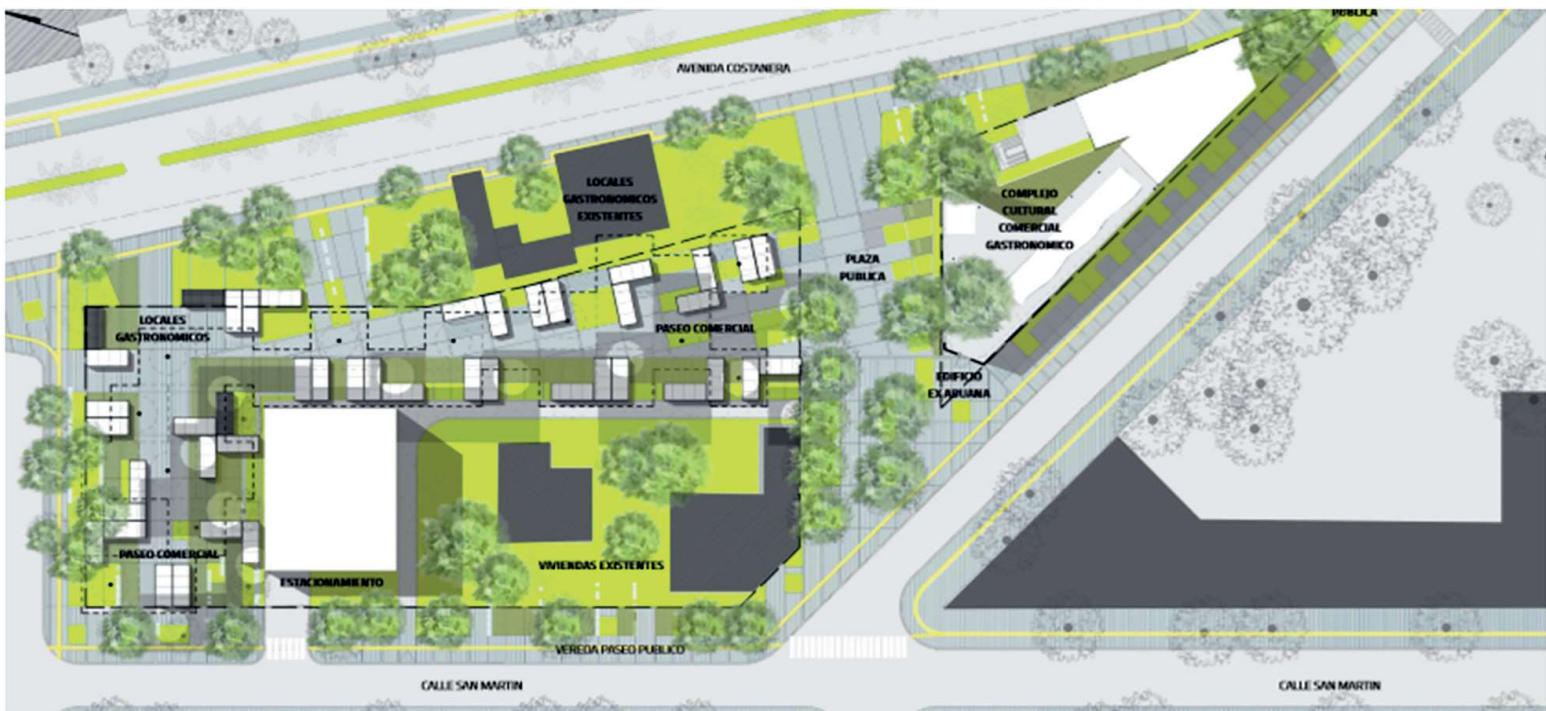 PUBLICA
AVENIDA COSTANERA
LOCALES
GASTRONOMICOS
EXISTENTES
COMPLEJO
CULTURAL
COMERCIAL
GASTRONOMICO
PLAZA
PUBLICA
LOCALES
GASTRONOMICOS
PASEO COMERCIAL
EDIFICIO
EX ADUANA
PASEO COMERCIAL
ESTACIONAMIENTO
VIVIENDAS EXISTENTES
VEREDA PASEO PUBLICO
CALLE SAN MARTIN
CALLE SAN MARTIN